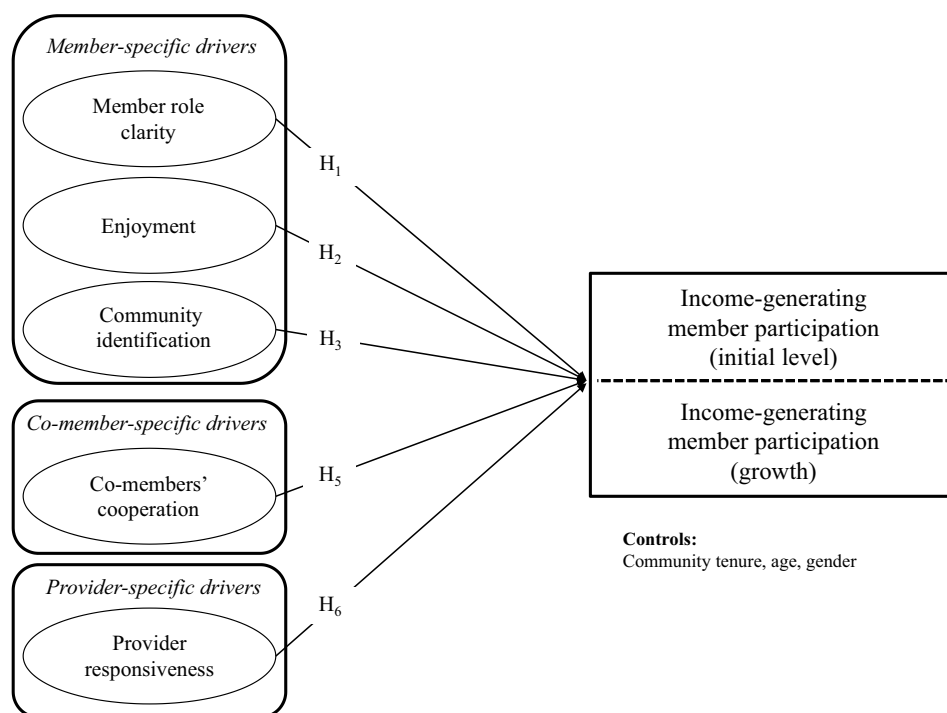 Member-specific drivers
Member role
clarity
H₁
Enjoyment
H₂
Community
identification
H₃
Co-member-specific drivers
Co-members’
cooperation
H₅
Provider-specific drivers
Provider
responsiveness
H₆
Income-generating
member participation
(initial level)
Income-generating
member participation
(growth)
Controls:
Community tenure, age, gender